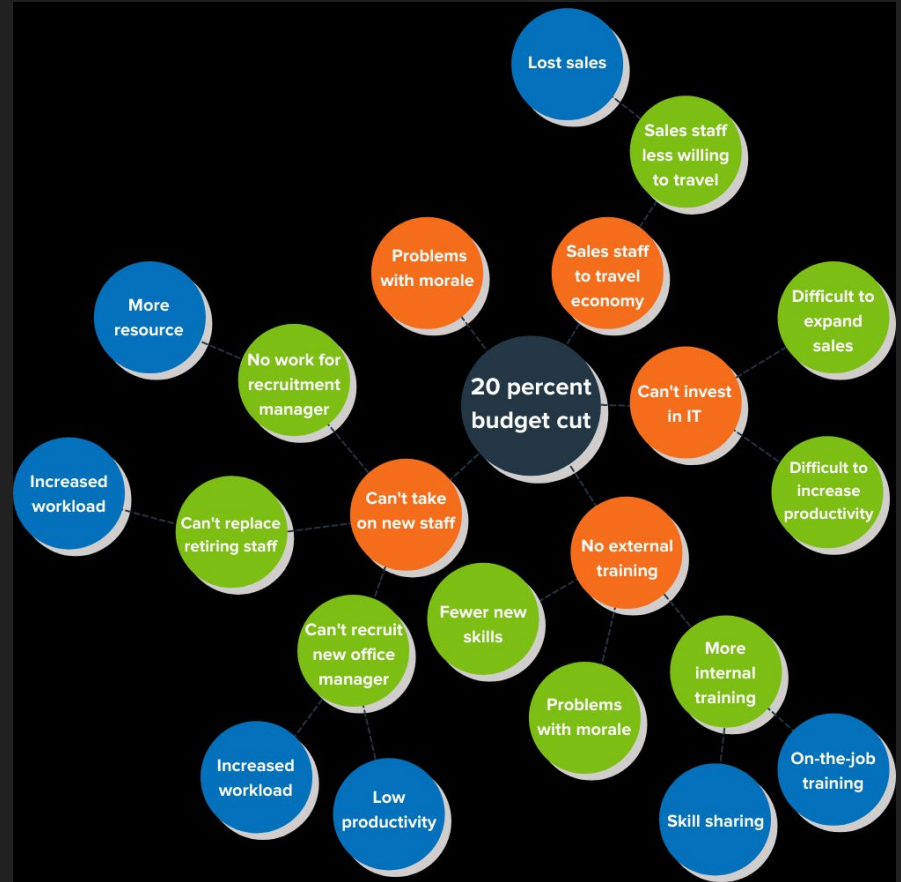 Lost sales
Sales staff
less willing
to travel
Problems
with morale
Sales staff
to travel
economy
More
resource
No work for
recruitment
manager
Difficult to
expand
sales
20 percent
budget cut
Can't invest
in IT
Increased
workload
Can't replace
retiring staff
Can't take
on new staff
Difficult to
increase
productivity
No external
training
Fewer new
skills
Can't recruit
new office
manager
More
internal
training
Problems
with morale
Increased
workload
Low
productivity
Skill sharing
On-the-job
training